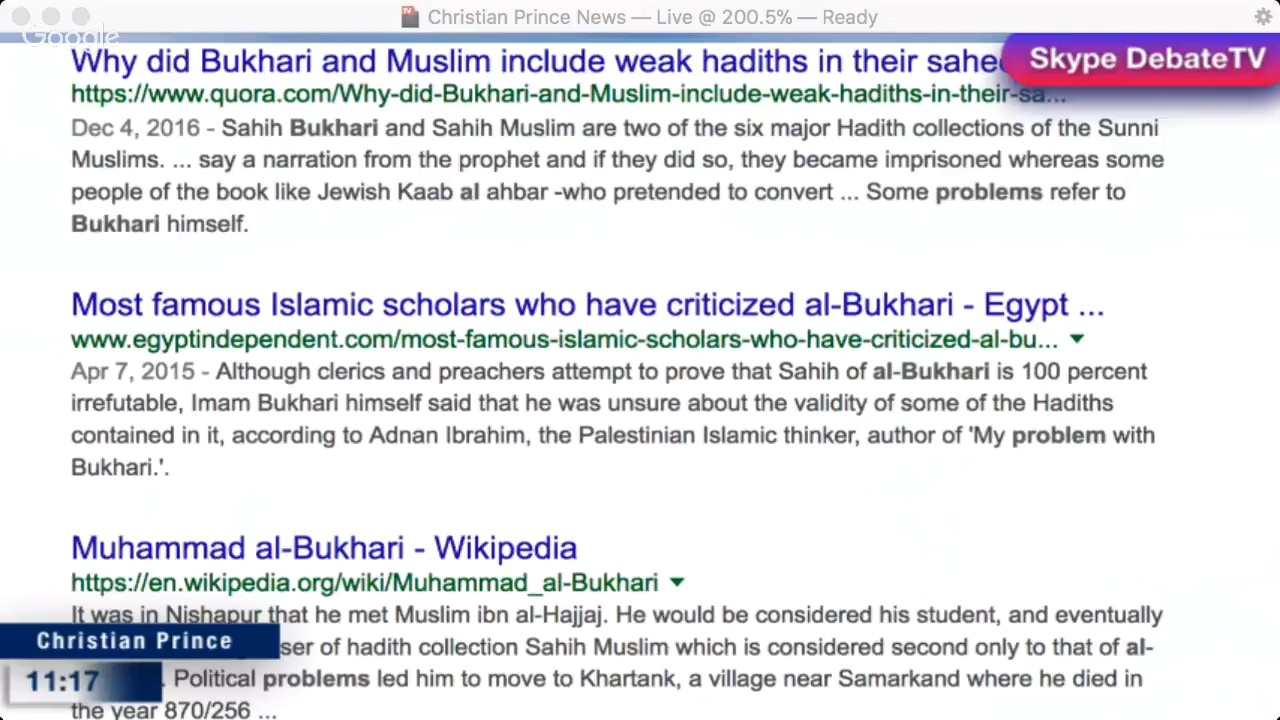 Christian Prince News — Live @ 200.5% — Ready
Google
Skype DebateTV
Why did Bukhari and Muslim include weak hadiths in their
https://www.quora.com/Why-did-Bukhari-and-Muslim-include-weak-hadiths-in-their-sa...
Dec 4, 2016 - Sahih Bukhari and Sahih Muslim are two of the six major Hadith collections of the Sunni
Muslims. ... say a narration from the prophet and if they did so, they became imprisoned whereas some
people of the book like Jewish Kaab al ahbar -who pretended to convert ... Some problems refer to
Bukhari himself.
Most famous Islamic scholars who have criticized al-Bukhari - Egypt ...
www.egyptindependent.com/most-famous-islamic-scholars-who-have-criticized-al-bu...
Apr 7, 2015 - Although clerics and preachers attempt to prove that Sahih of al-Bukhari is 100 percent
irrefutable, Imam Bukhari himself said that he was unsure about the validity of some of the Hadiths
contained in it, according to Adnan Ibrahim, the Palestinian Islamic thinker, author of 'My problem with
Bukhari.'.
Muhammad al-Bukhari - Wikipedia
https://en.wikipedia.org/wiki/Muhammad_al-Bukhari
It was in Nishapur that he met Muslim ibn al-Hajjaj. He would be considered his student, and eventually
Christian Prince
of hadith collection Sahih Muslim which is considered second only to that of al-
11:17
Political problems led him to move to Khartank, a village near Samarkand where he died in
the year 870/256 ...